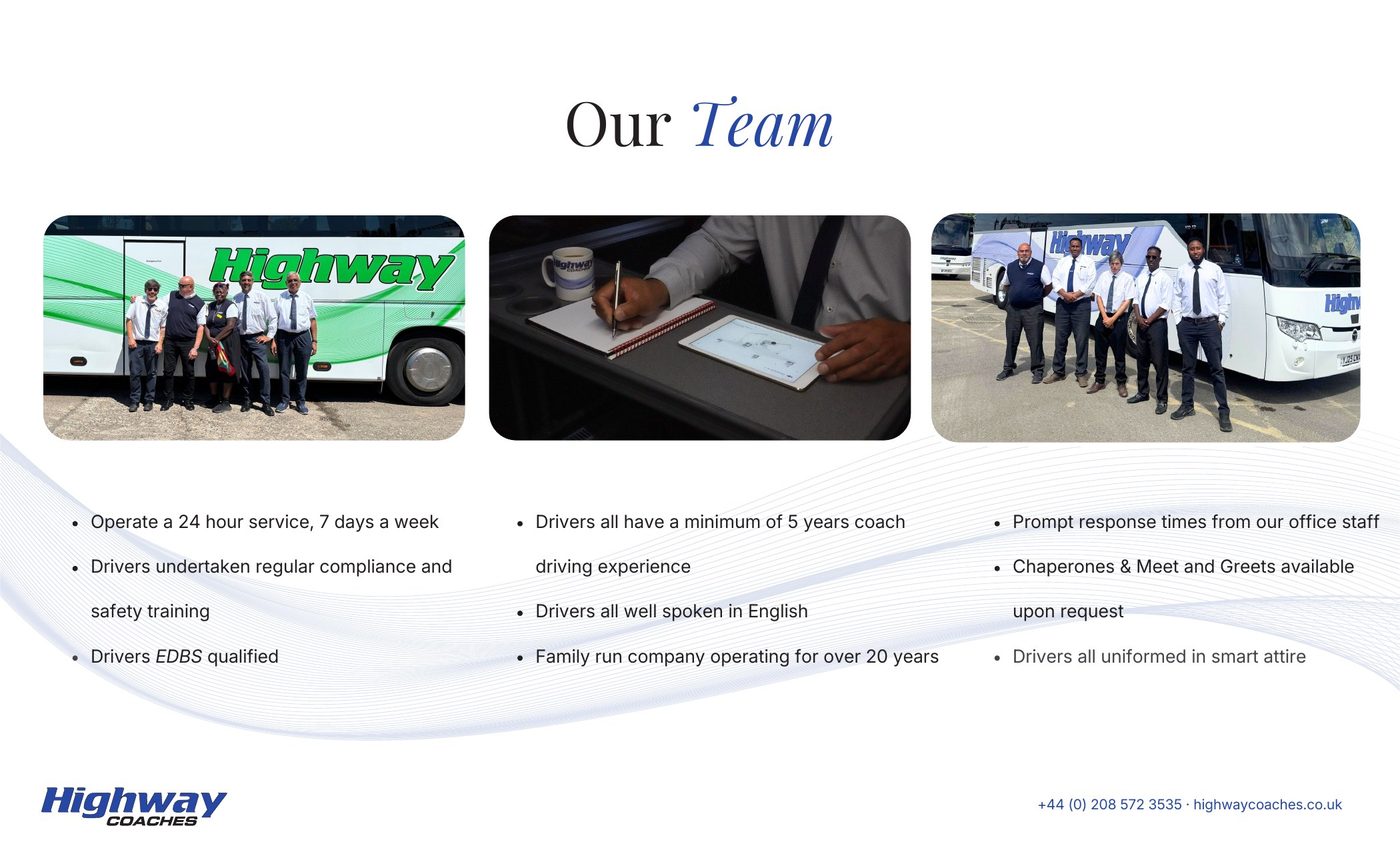 Our Team
Highway
Highway
Highway
Operate a 24 hour service, 7 days a week
Drivers undertaken regular compliance and
safety training
Drivers EDBS qualified
Drivers all have a minimum of 5 years coach
driving experience
Drivers all well spoken in English
Family run company operating for over 20 years
Prompt response times from our office staff
Chaperones & Meet and Greets available
upon request
Drivers all uniformed in smart attire
Highway
COACHES
+44 (0) 208 572 3535 · highwaycoaches.co.uk